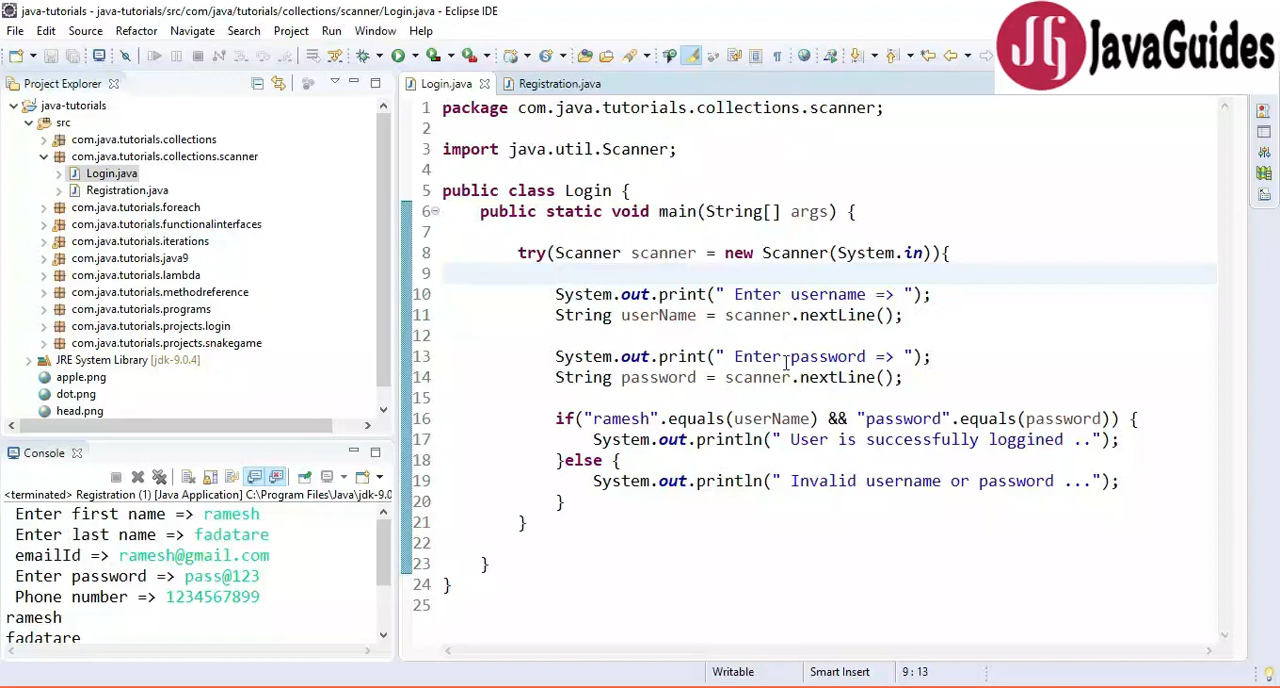 java-tutorials - java-tutorials/src/com/java/tutorials/collections/scanner/Login.java - Eclipse IDE
File Edit Source Refactor Navigate Search Project Run Window Help
JG JavaGuides
Project Explorer
java-tutorials
src
com.java.tutorials.collections
com.java.tutorials.collections.scanner
Login.java
Registration.java
com.java.tutorials.foreach
com.java.tutorials.functionalinterfaces
com.java.tutorials.iterations
com.java.tutorials.java9
com.java.tutorials.lambda
com.java.tutorials.methodreference
com.java.tutorials.programs
com.java.tutorials.projects.login
com.java.tutorials.projects.snakegame
JRE System Library [jdk-9.0.4]
apple.png
dot.png
head.png
Console
<terminated> Registration (1) [Java Application] C:\Program Files\Java\jdk-9.0
Enter first name => ramesh
Enter last name => fadatare
emailId => ramesh@gmail.com
Enter password => pass@123
Phone number => 1234567899
ramesh
fadatare
Login.java Registration.java
1 package com.java.tutorials.collections.scanner;
2
3 import java.util.Scanner;
4
5 public class Login {
6 public static void main(String[] args) {
7
8 try(Scanner scanner = new Scanner(System.in)){
9
10 System.out.print(" Enter username => ");
11 String userName = scanner.nextLine();
12
13 System.out.print(" Enter password => ");
14 String password = scanner.nextLine();
15
16 if("ramesh".equals(userName) && "password".equals(password)) {
17 System.out.println(" User is successfully loggined ..");
18 }else {
19 System.out.println(" Invalid username or password ...");
20 }
21 }
22
23 }
24 }
25
Writable Smart Insert 9 : 13